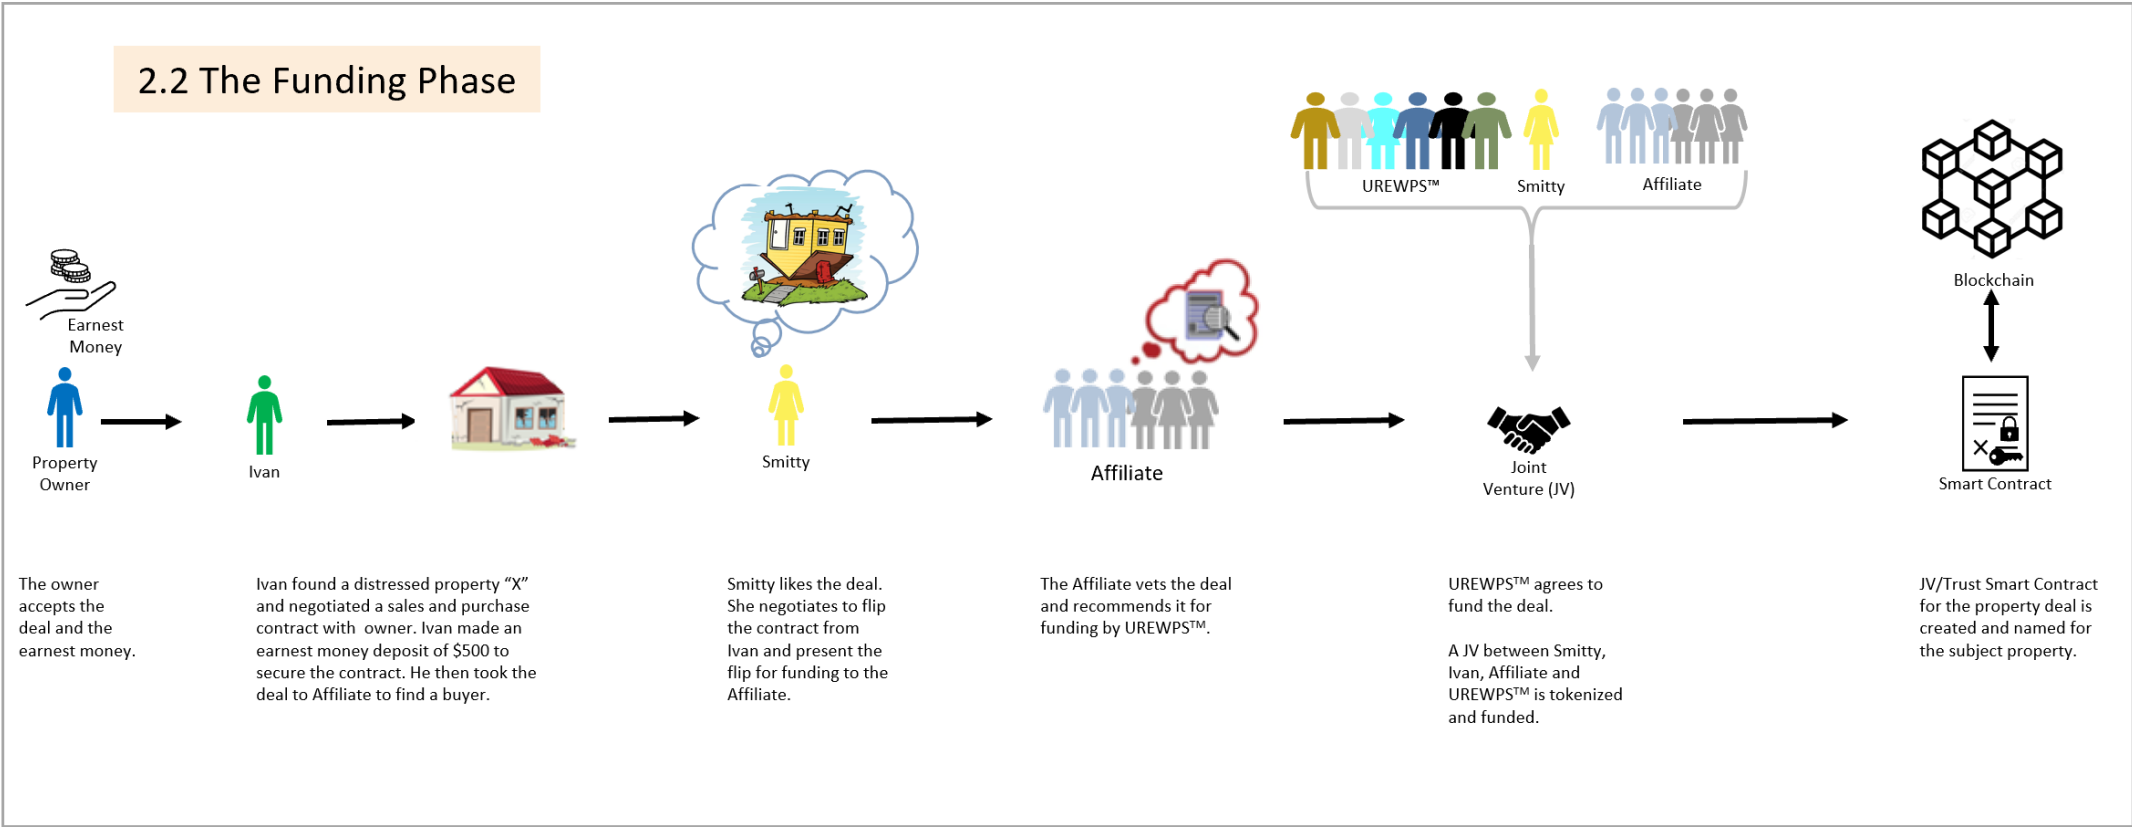 2.2 The Funding Phase
UREWPS™
Smitty
Affiliate
Blockchain
Earnest
Money
Property
Owner
Ivan
Smitty
Affiliate
Joint
Venture (JV)
Smart Contract
The owner
accepts the
deal and the
earnest money.
Ivan found a distressed property “X”
and negotiated a sales and purchase
contract with  owner. Ivan made an
earnest money deposit of $500 to
secure the contract. He then took the
deal to Affiliate to find a buyer.
Smitty likes the deal.
She negotiates to flip
the contract from
Ivan and present the
flip for funding to the
Affiliate.
The Affiliate vets the deal
and recommends it for
funding by UREWPS™.
UREWPS™ agrees to
fund the deal.
A JV between Smitty,
Ivan, Affiliate and
UREWPS™ is tokenized
and funded.
JV/Trust Smart Contract
for the property deal is
created and named for
the subject property.